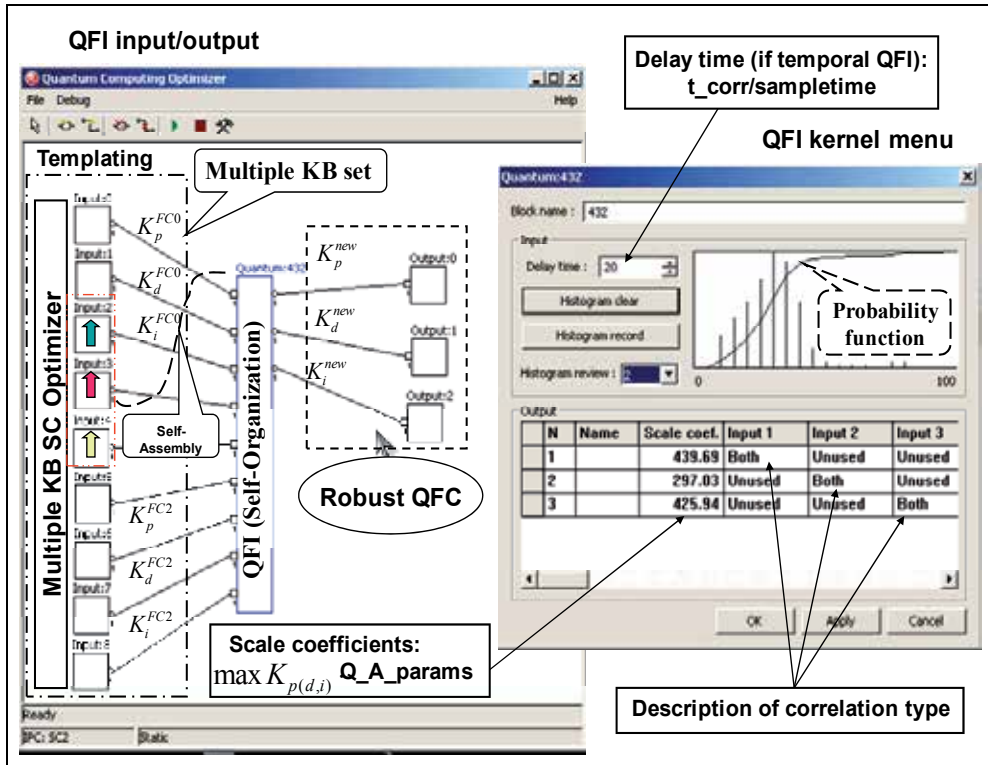 QFI input/output
Quantum Computing Optimizer
File Debug Help
Templating
Multiple KB set
Multiple KB SC Optimizer
Input:1
Input:2
Input:3
Input:4
Input:7
K_p^{FC0}
K_d^{FC0}
K_i^{FC0}
Self-Assembly
K_p^{FC2}
K_d^{FC2}
K_i^{FC2}
Quantum:432
QFI (Self-Organization)
K_p^{new}
K_d^{new}
K_i^{new}
Output:0
Output:1
Output:2
Robust QFC
Scale coefficients:
max K_{p(d,i)} Q_A_params
Ready
IPC: SC2 Static
Delay time (if temporal QFI):
t_corr/sampletime
QFI kernel menu
Quantum:432
Block name : 432
Input
Delay time : 20
Histogram clear
Histogram record
Histogram review : 2
0 100
Probability
function
Output
N Name Scale coef. Input 1 Input 2 Input 3
1 439.69 Both Unused Unused
2 297.03 Unused Both Unused
3 425.94 Unused Unused Both
OK Apply Cancel
Description of correlation type